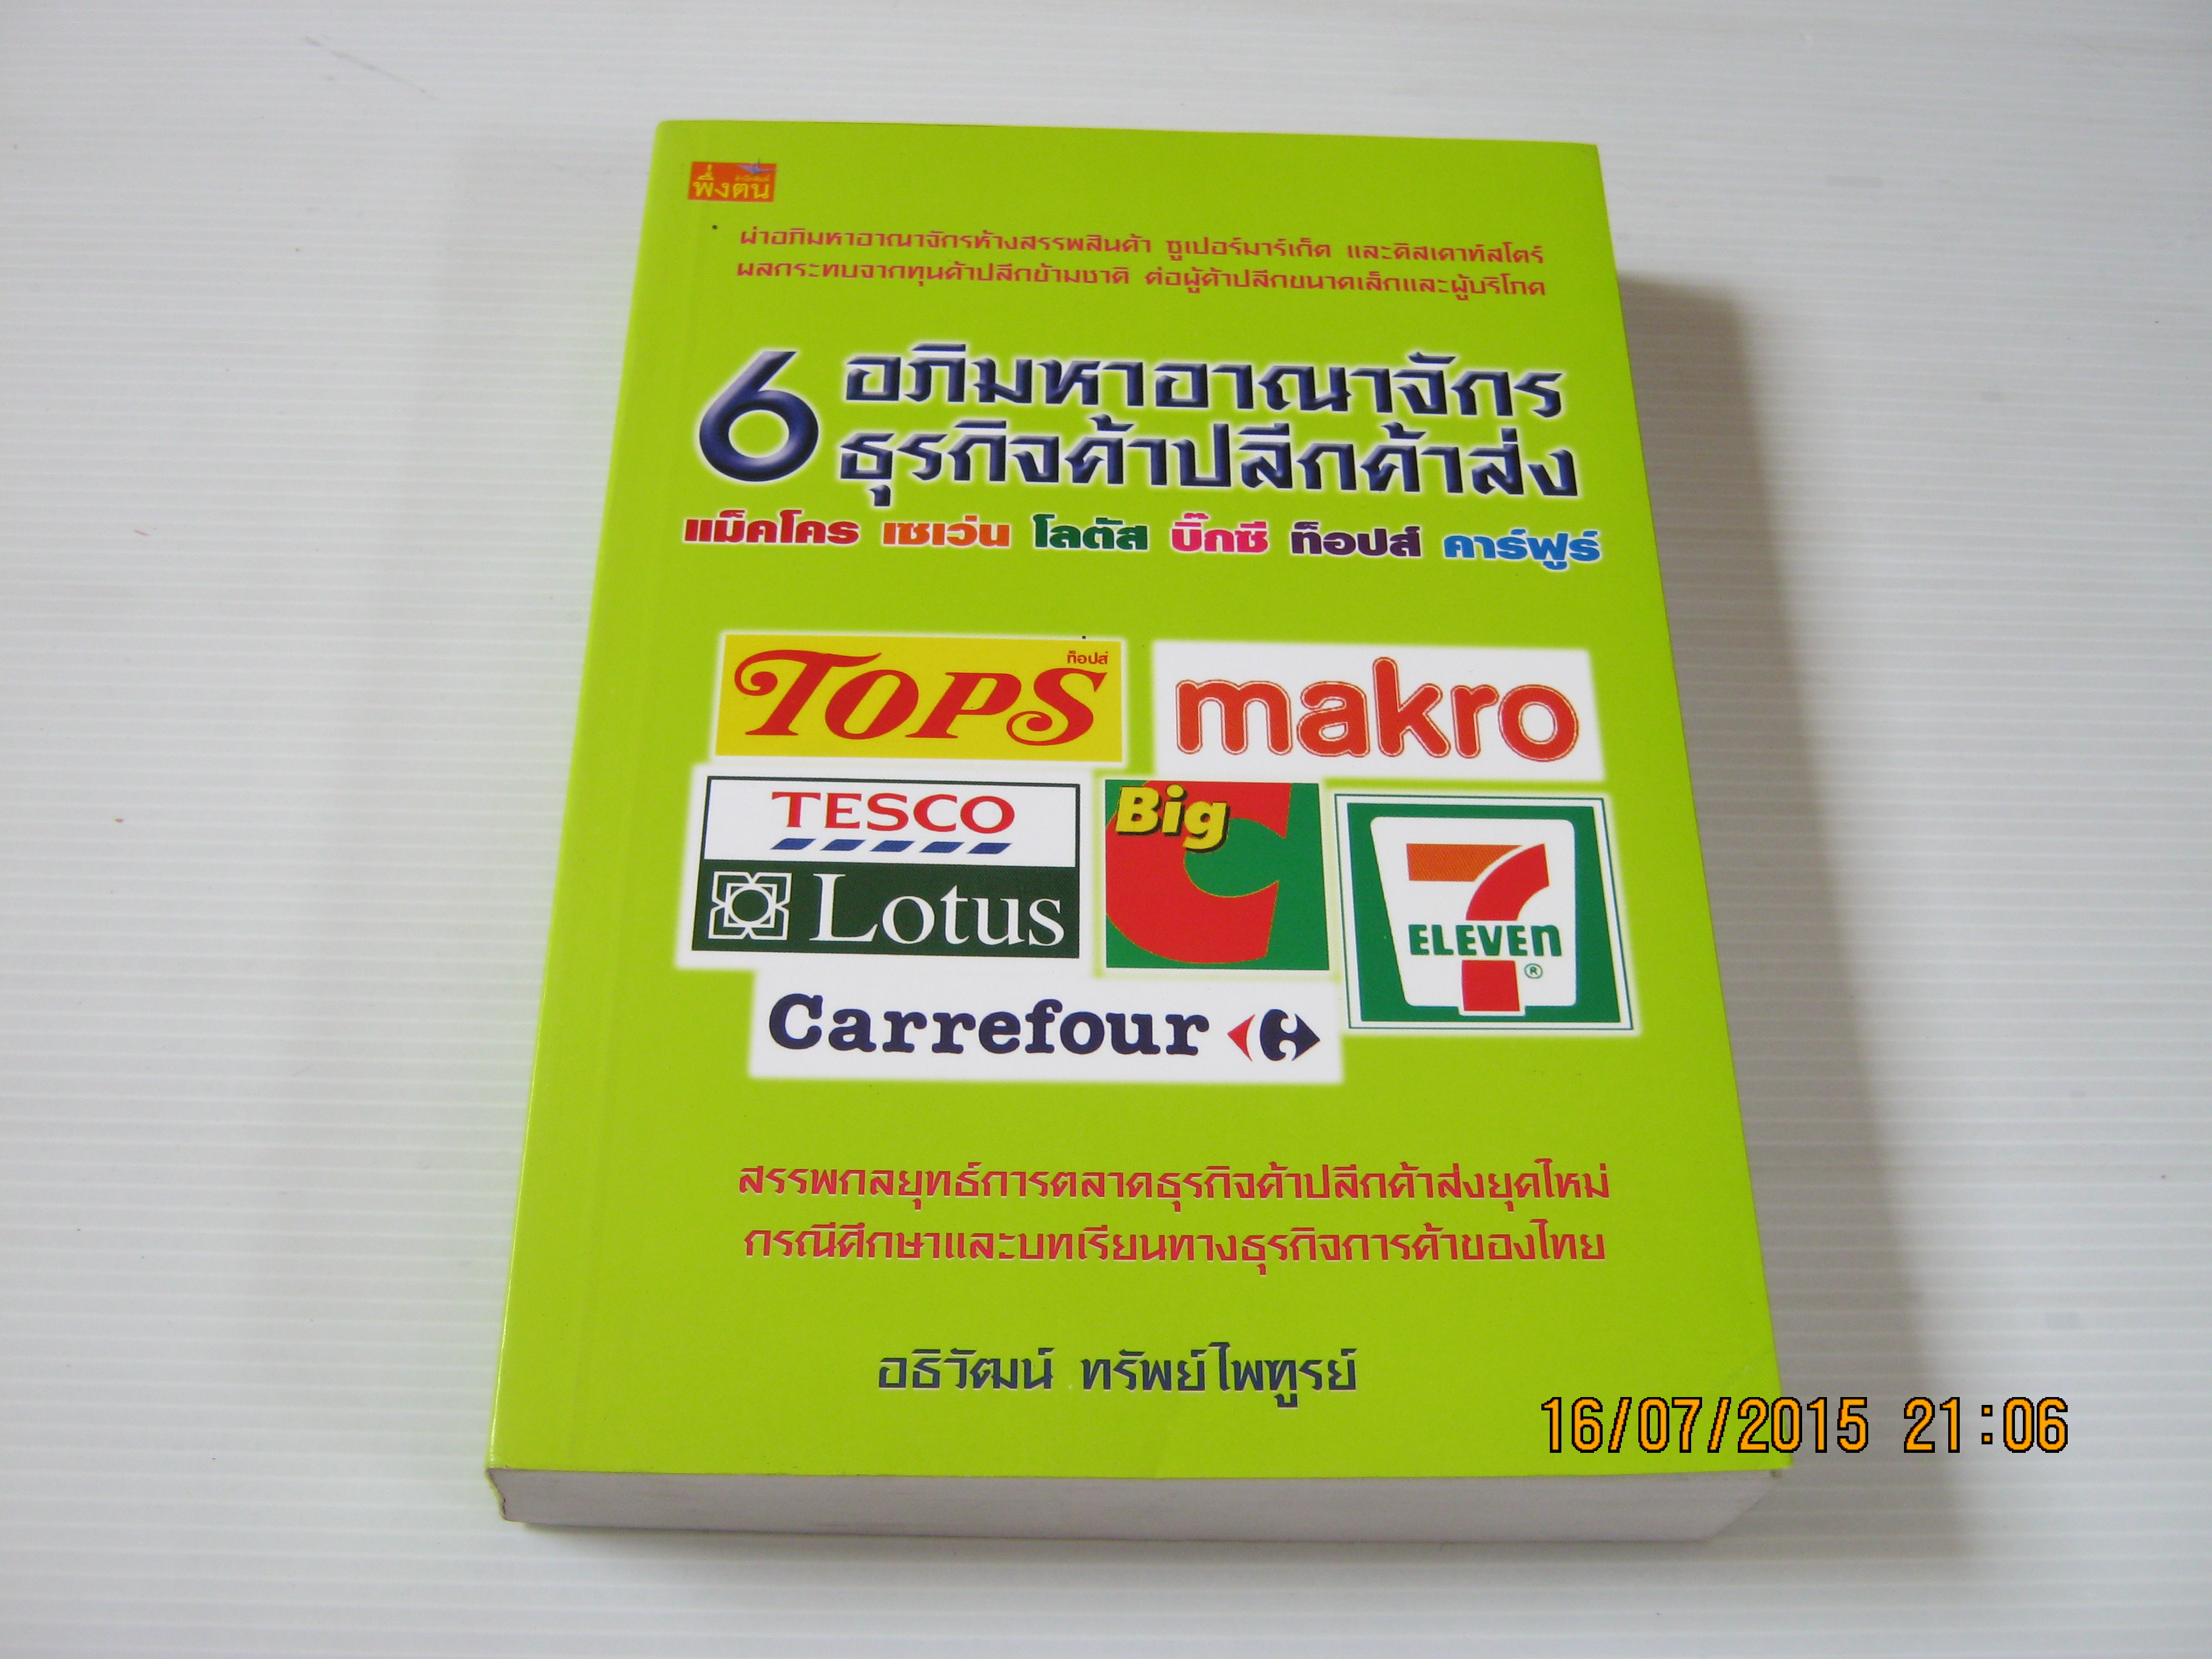 พึ่งตน
ผ่าอภิมหาอาณาจักรห้างสรรพสินค้า ซูเปอร์มาร์เก็ต และดิสเคาท์สโตร์
ผลกระทบจากทุนค้าปลีกข้ามชาติ ต่อผู้ค้าปลีกขนาดเล็กและผู้บริโภค
6 อภิมหาอาณาจักร
ธุรกิจค้าปลีกค้าส่ง
แม็คโคร เซเว่น โลตัส บิ๊กซี ท็อปส์ คาร์ฟูร์
ท็อปส์
TOPS
makro
TESCO
Lotus
Big C
7
ELEVEn
®
Carrefour
สรรพกลยุทธ์การตลาดธุรกิจค้าปลีกค้าส่งยุคใหม่
กรณีศึกษาและบทเรียนทางธุรกิจการค้าของไทย
อธิวัฒน์ ทรัพย์ไพฑูรย์
16/07/2015 21:06